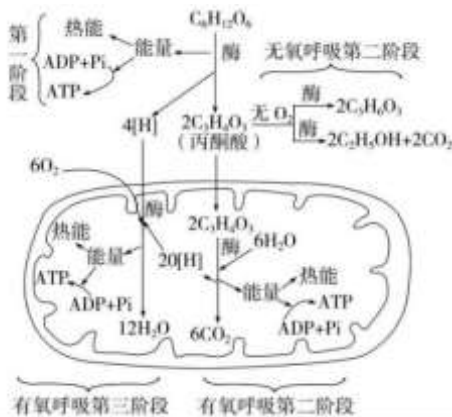 C₆H₁₂O₆
第一阶段
热能
能量
酶
ADP+Pi
ATP
无氧呼吸第二阶段
4[H]
2C₃H₄O₃
(丙酮酸)
无 O₂
酶
2C₃H₆O₃
酶
2C₂H₅OH+2CO₂
6O₂
酶
热能
能量
ATP
ADP+Pi
20[H]
12H₂O
2C₃H₄O₃
酶
6H₂O
能量
热能
ATP
ADP+Pi
6CO₂
有氧呼吸第三阶段
有氧呼吸第二阶段